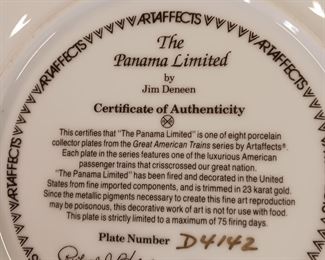 ARTAFFECTS ARTAFFECTS ARTAFFECTS ARTAFFECTS
The
Panama Limited
by
Jim Deneen
Certificate of Authenticity
This certifies that "The Panama Limited" is one of eight porcelain
collector plates from the Great American Trains series by Artaffects®.
Each plate in the series features one of the luxurious American
passenger trains that crisscrossed our great nation.
"The Panama Limited" has been fired and decorated in the United
States from fine imported components, and is trimmed in 23 karat gold.
Since the metallic pigments necessary to create this fine art reproduction
may be poisonous, this decorative work of art is not for use with food.
This plate is strictly limited to a maximum of 75 firing days.
Plate Number D4142